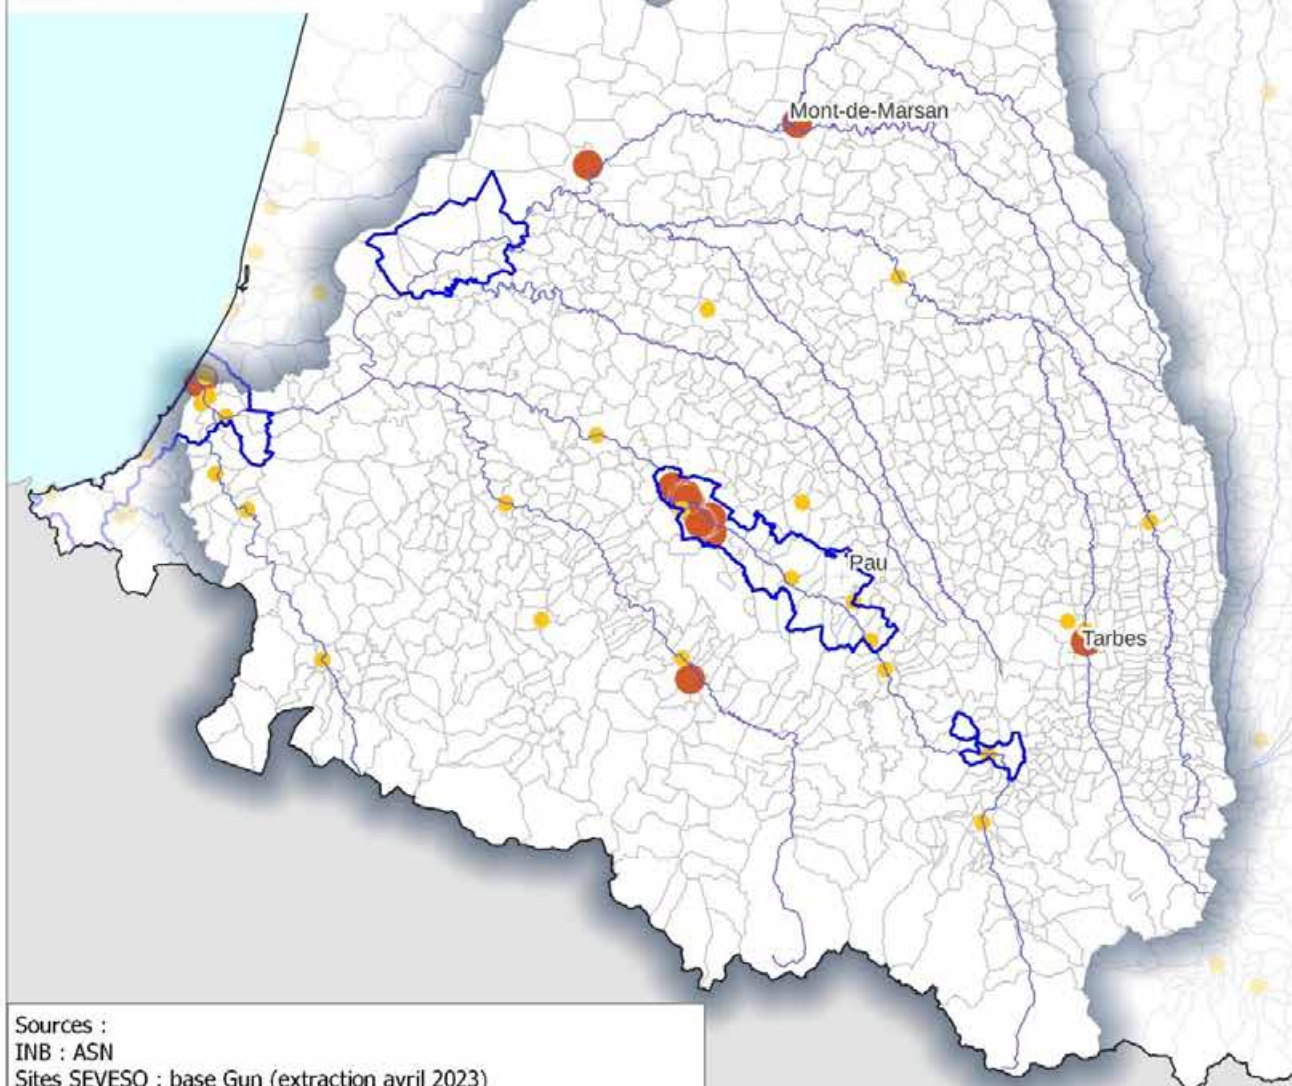 Mont-de-Marsan
Pau
Tarbes
Sources :
INB : ASN
Sites SEVESO : base Gun (extraction avril 2023)